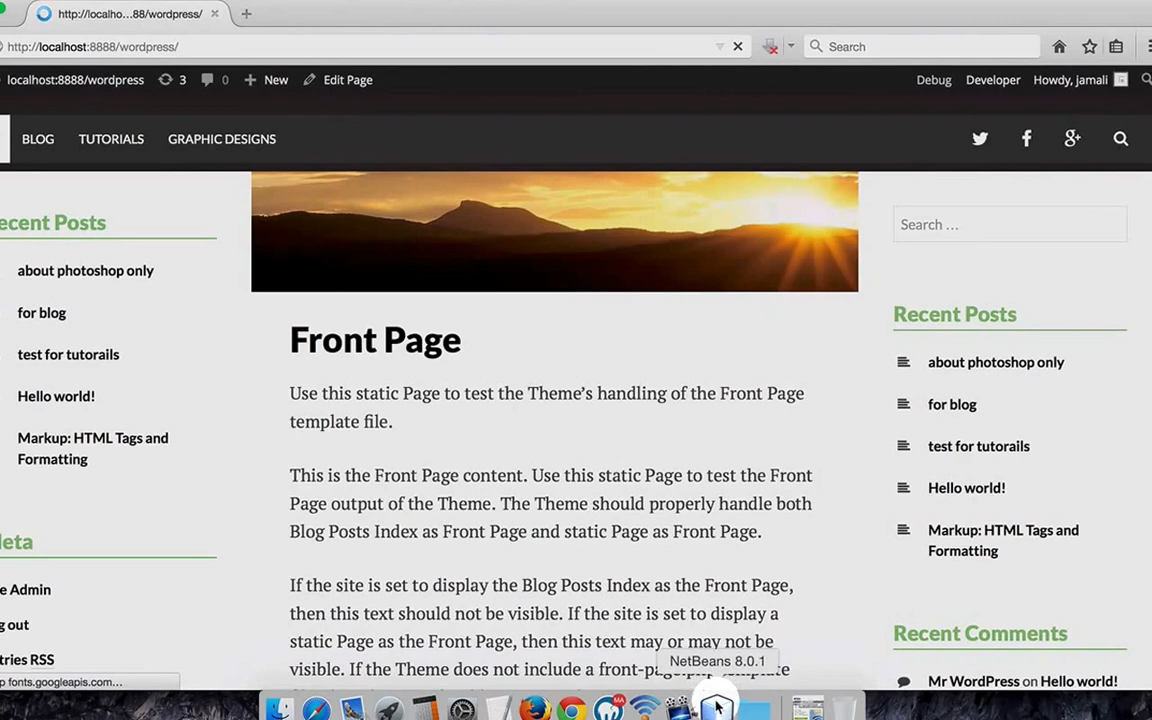 http://localho...88/wordpress/
http://localhost:8888/wordpress/
Search
localhost:8888/wordpress 3 0 New Edit Page Debug Developer Howdy, jamali
BLOG TUTORIALS GRAPHIC DESIGNS
ecent Posts
about photoshop only
for blog
test for tutorails
Hello world!
Markup: HTML Tags and
Formatting
leta
e Admin
g out
tries RSS
p fonts.googleapis.com...
Front Page
Use this static Page to test the Theme's handling of the Front Page
template file.
This is the Front Page content. Use this static Page to test the Front
Page output of the Theme. The Theme should properly handle both
Blog Posts Index as Front Page and static Page as Front Page.
If the site is set to display the Blog Posts Index as the Front Page,
then this text should not be visible. If the site is set to display a
static Page as the Front Page, then this text may or may not be
visible. If the Theme does not include a front-page.php template
NetBeans 8.0.1
Search …
Recent Posts
about photoshop only
for blog
test for tutorails
Hello world!
Markup: HTML Tags and
Formatting
Recent Comments
Mr WordPress on Hello world!